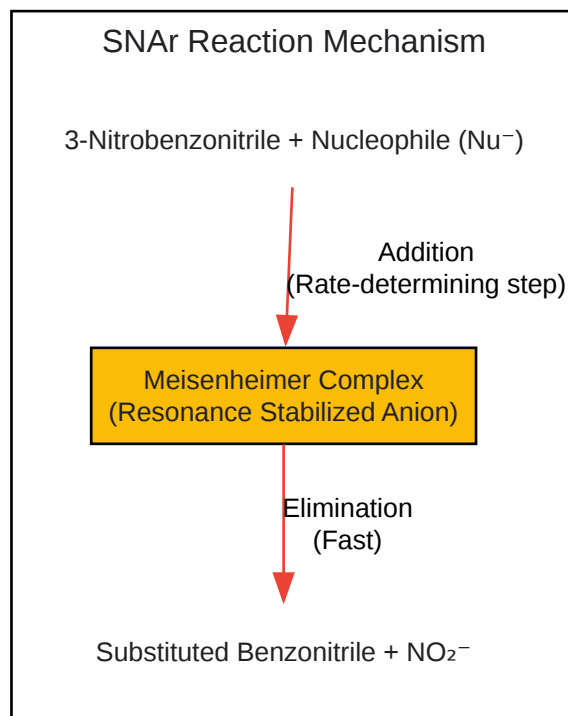 SNAr Reaction Mechanism
3-Nitrobenzonitrile + Nucleophile (Nu⁻)
Addition
(Rate-determining step)
Meisenheimer Complex
(Resonance Stabilized Anion)
Elimination
(Fast)
Substituted Benzonitrile + NO₂⁻